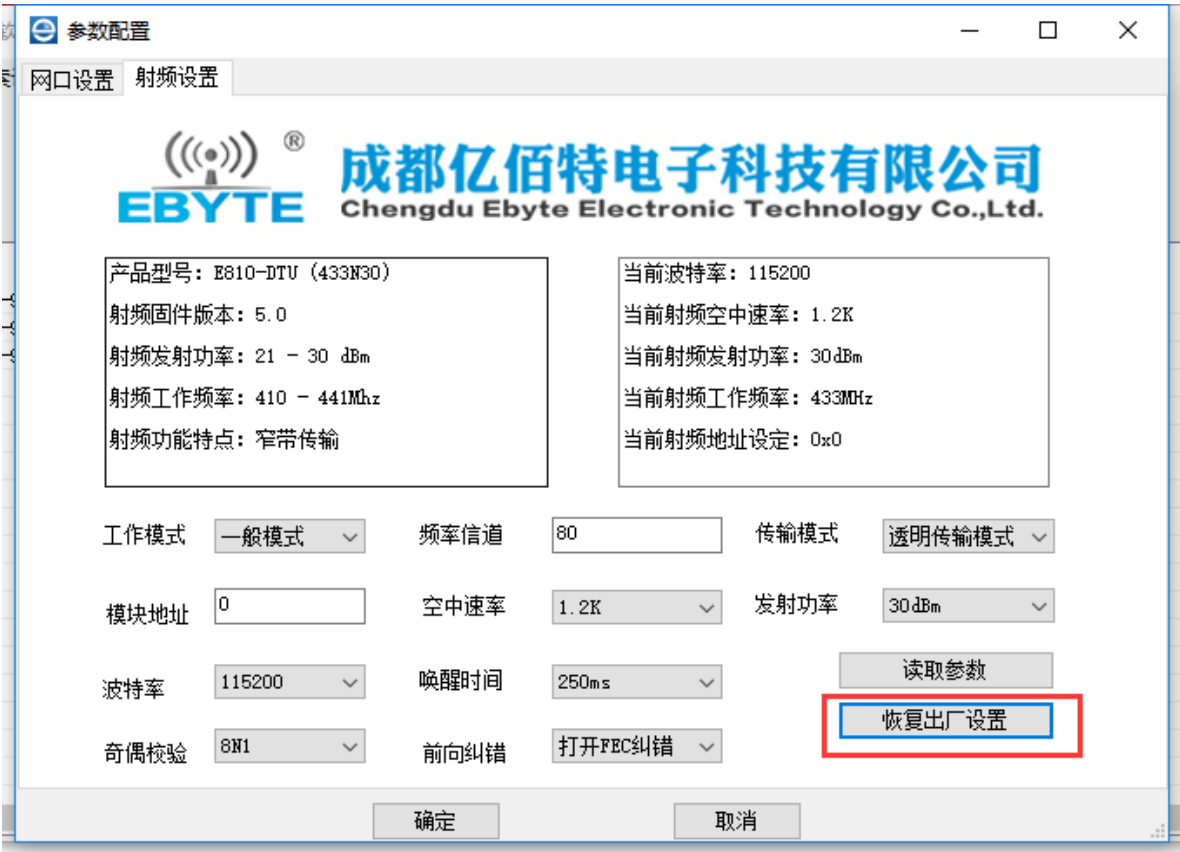 参数配置
网口设置 射频设置
®
EBYTE
成都亿佰特电子科技有限公司
Chengdu Ebyte Electronic Technology Co.,Ltd.
产品型号: E810-DTU (433N30)
射频固件版本: 5.0
射频发射功率: 21 - 30 dBm
射频工作频率: 410 - 441Mhz
射频功能特点: 窄带传输
当前波特率: 115200
当前射频空中速率: 1.2K
当前射频发射功率: 30dBm
当前射频工作频率: 433MHz
当前射频地址设定: 0x0
工作模式 一般模式 频率信道 80 传输模式 透明传输模式
模块地址 0 空中速率 1.2K 发射功率 30dBm
波特率 115200 唤醒时间 250ms 读取参数
恢复出厂设置
奇偶校验 8N1 前向纠错 打开FEC纠错
确定 取消